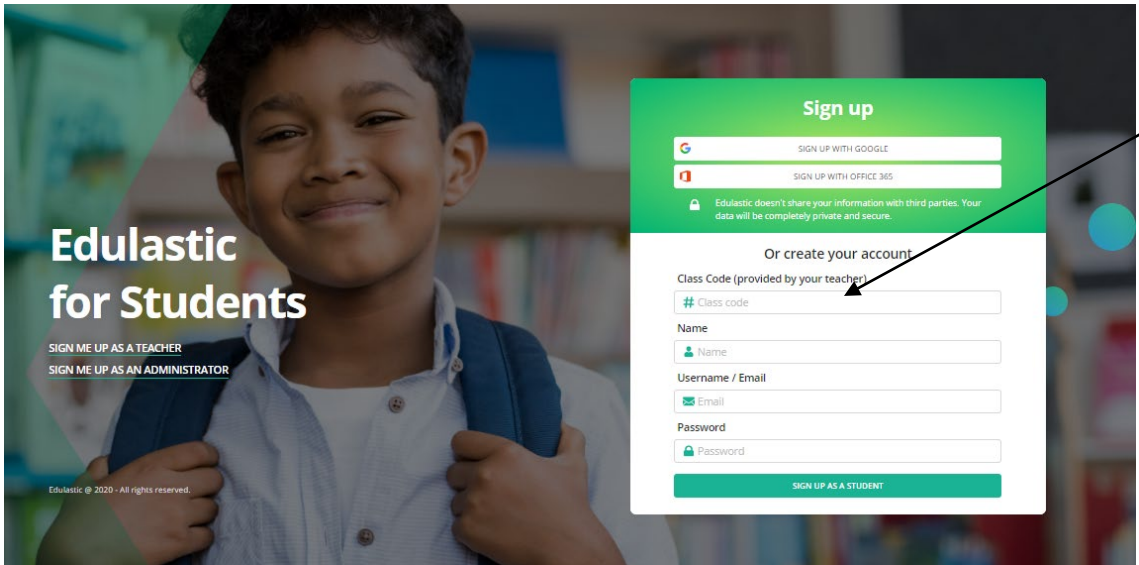 Edulastic
for Students
SIGN ME UP AS A TEACHER
SIGN ME UP AS AN ADMINISTRATOR
Edulastic @ 2020 - All rights reserved.
Sign up
SIGN UP WITH GOOGLE
SIGN UP WITH OFFICE 365
Edulastic doesn't share your information with third parties. Your
data will be completely private and secure.
Or create your account
Class Code (provided by your teacher)
# Class code
Name
Name
Username / Email
Email
Password
Password
SIGN UP AS A STUDENT